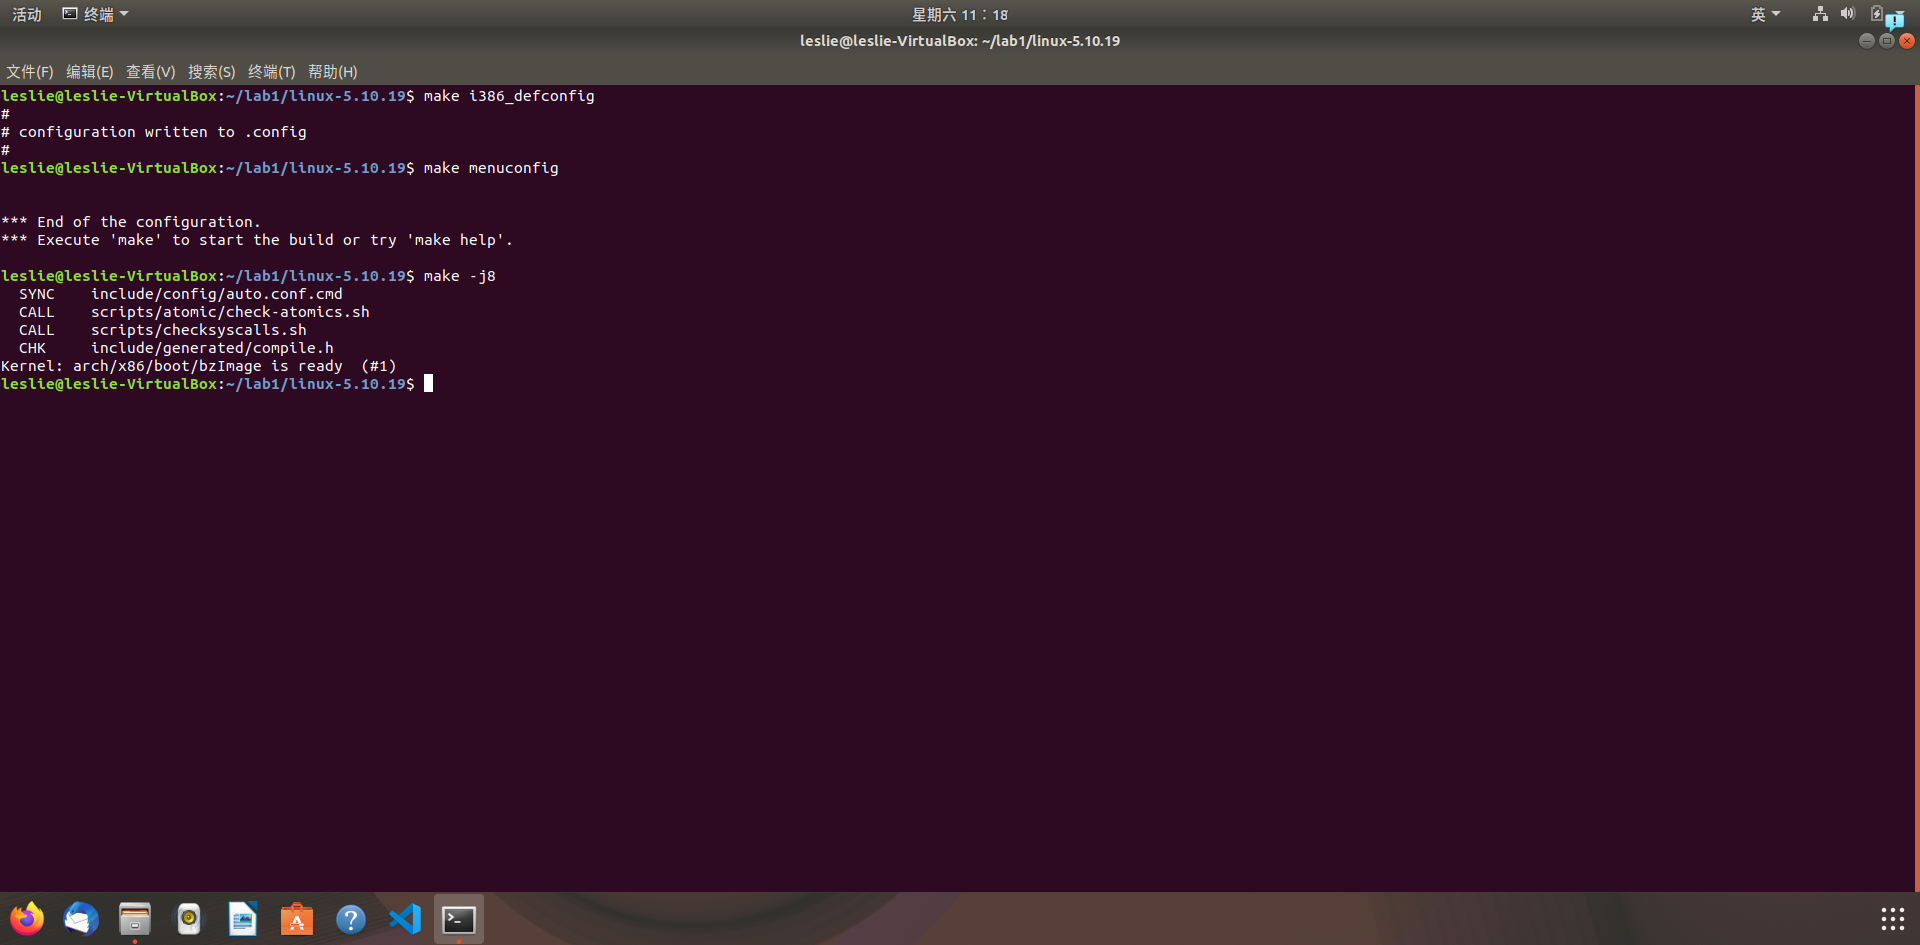 活动 终端 星期六 11：18 英
leslie@leslie-VirtualBox: ~/lab1/linux-5.10.19
文件(F) 编辑(E) 查看(V) 搜索(S) 终端(T) 帮助(H)
leslie@leslie-VirtualBox:~/lab1/linux-5.10.19$ make i386_defconfig
#
# configuration written to .config
#
leslie@leslie-VirtualBox:~/lab1/linux-5.10.19$ make menuconfig
*** End of the configuration.
*** Execute 'make' to start the build or try 'make help'.
leslie@leslie-VirtualBox:~/lab1/linux-5.10.19$ make -j8
  SYNC    include/config/auto.conf.cmd
  CALL    scripts/atomic/check-atomics.sh
  CALL    scripts/checksyscalls.sh
  CHK     include/generated/compile.h
Kernel: arch/x86/boot/bzImage is ready  (#1)
leslie@leslie-VirtualBox:~/lab1/linux-5.10.19$